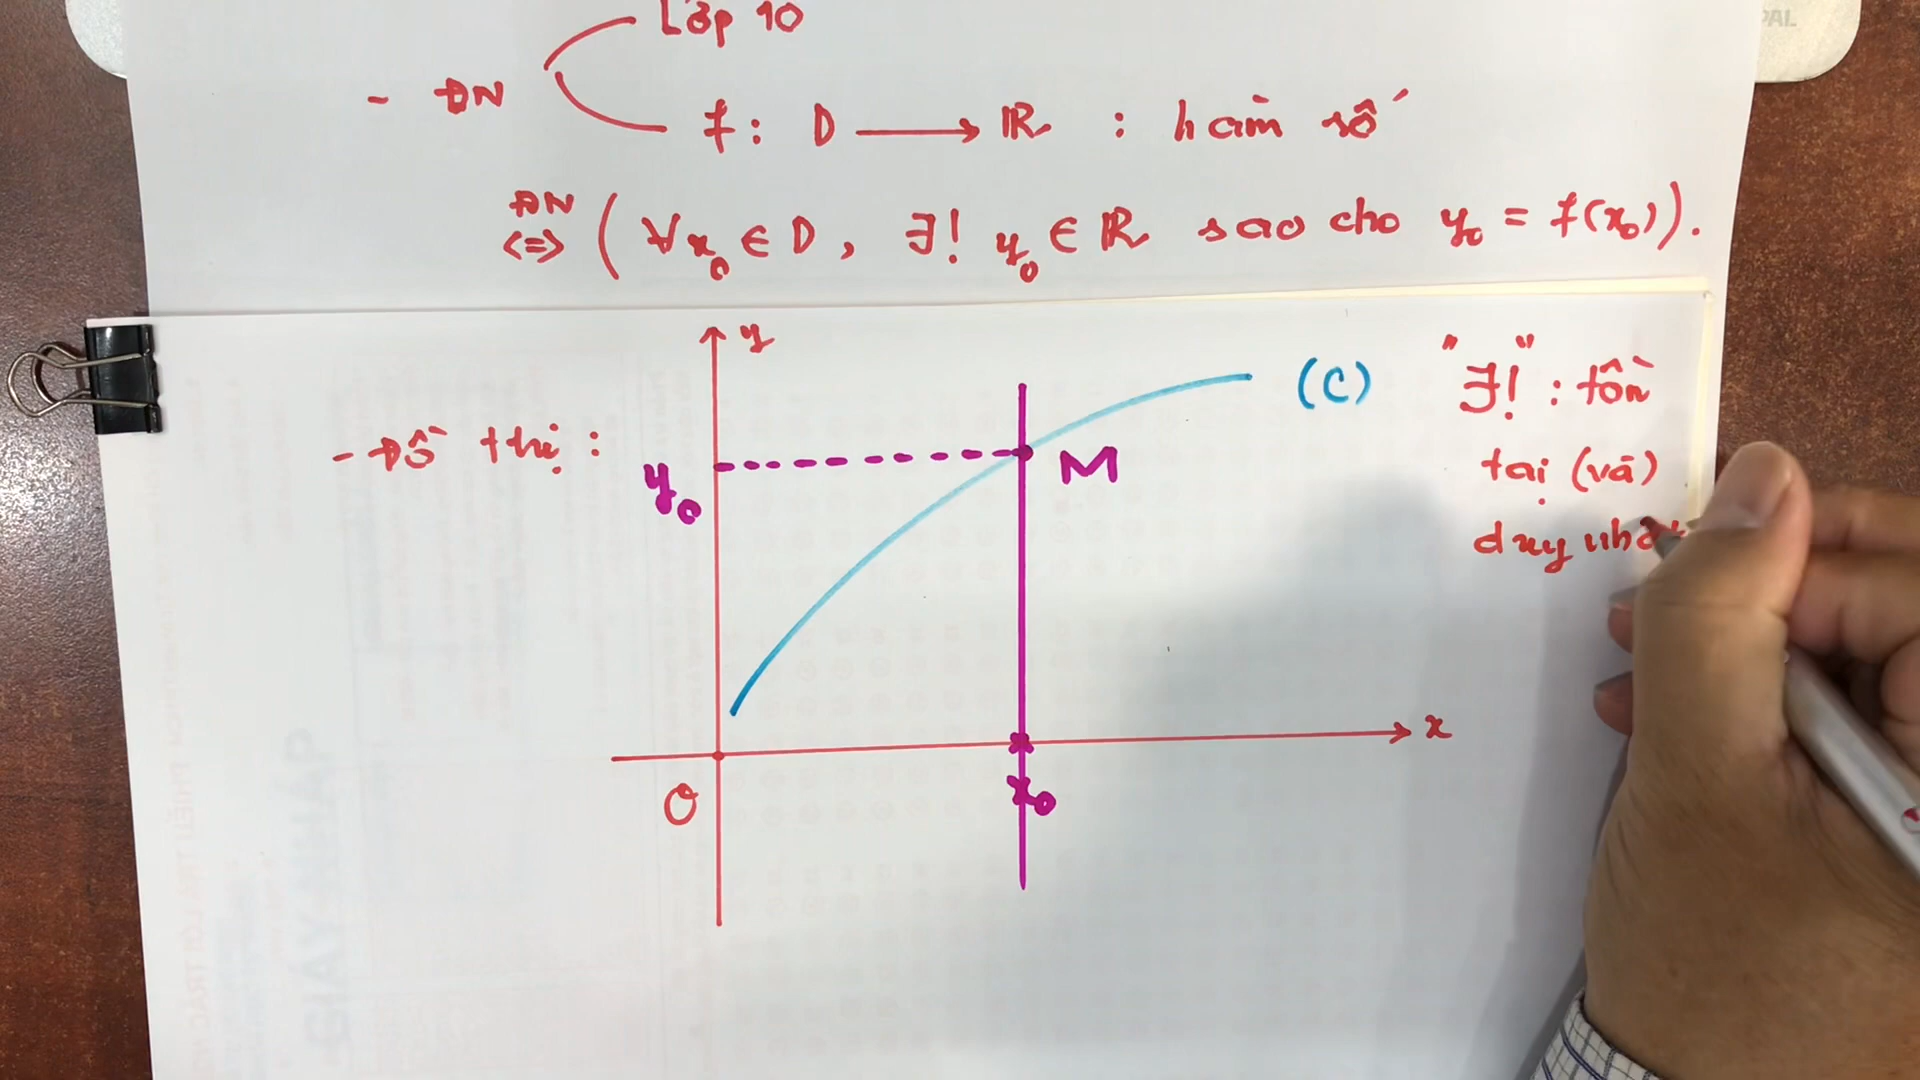 Lớp 10
- ĐN f: D → ℝ : hàm số
ĐN
<=> ( ∀x₀ ∈ D, ∃! y₀ ∈ ℝ sao cho y₀ = f(x₀)).
- Đồ thị :
y
(C)
"∃!" : tồn
tại (và)
duy nhất
y₀
M
x
O
x₀